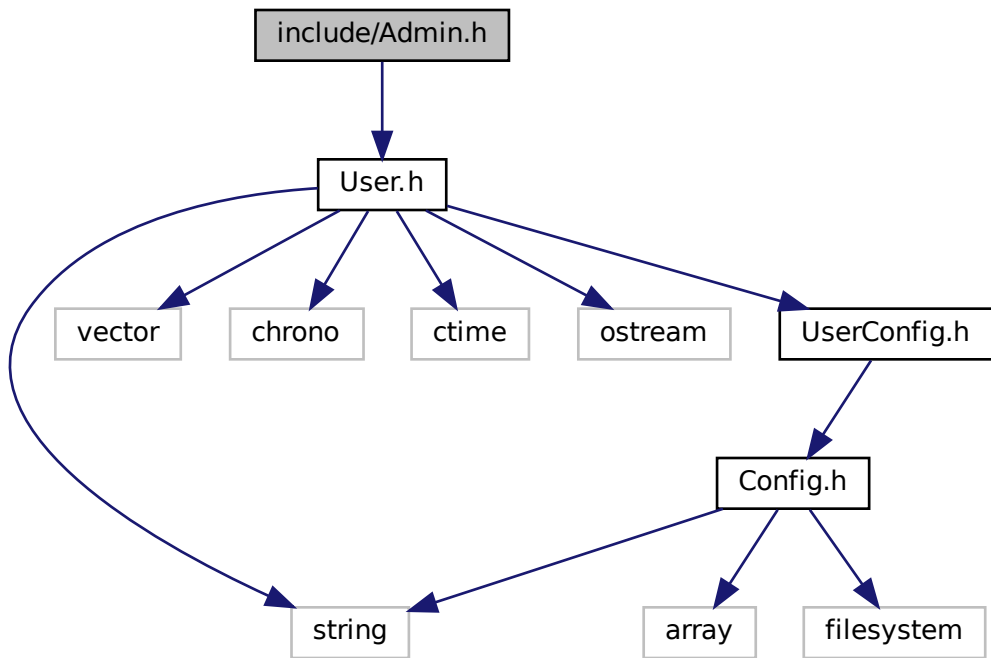 include/Admin.h
User.h
vector
chrono
ctime
ostream
UserConfig.h
Config.h
string
array
filesystem